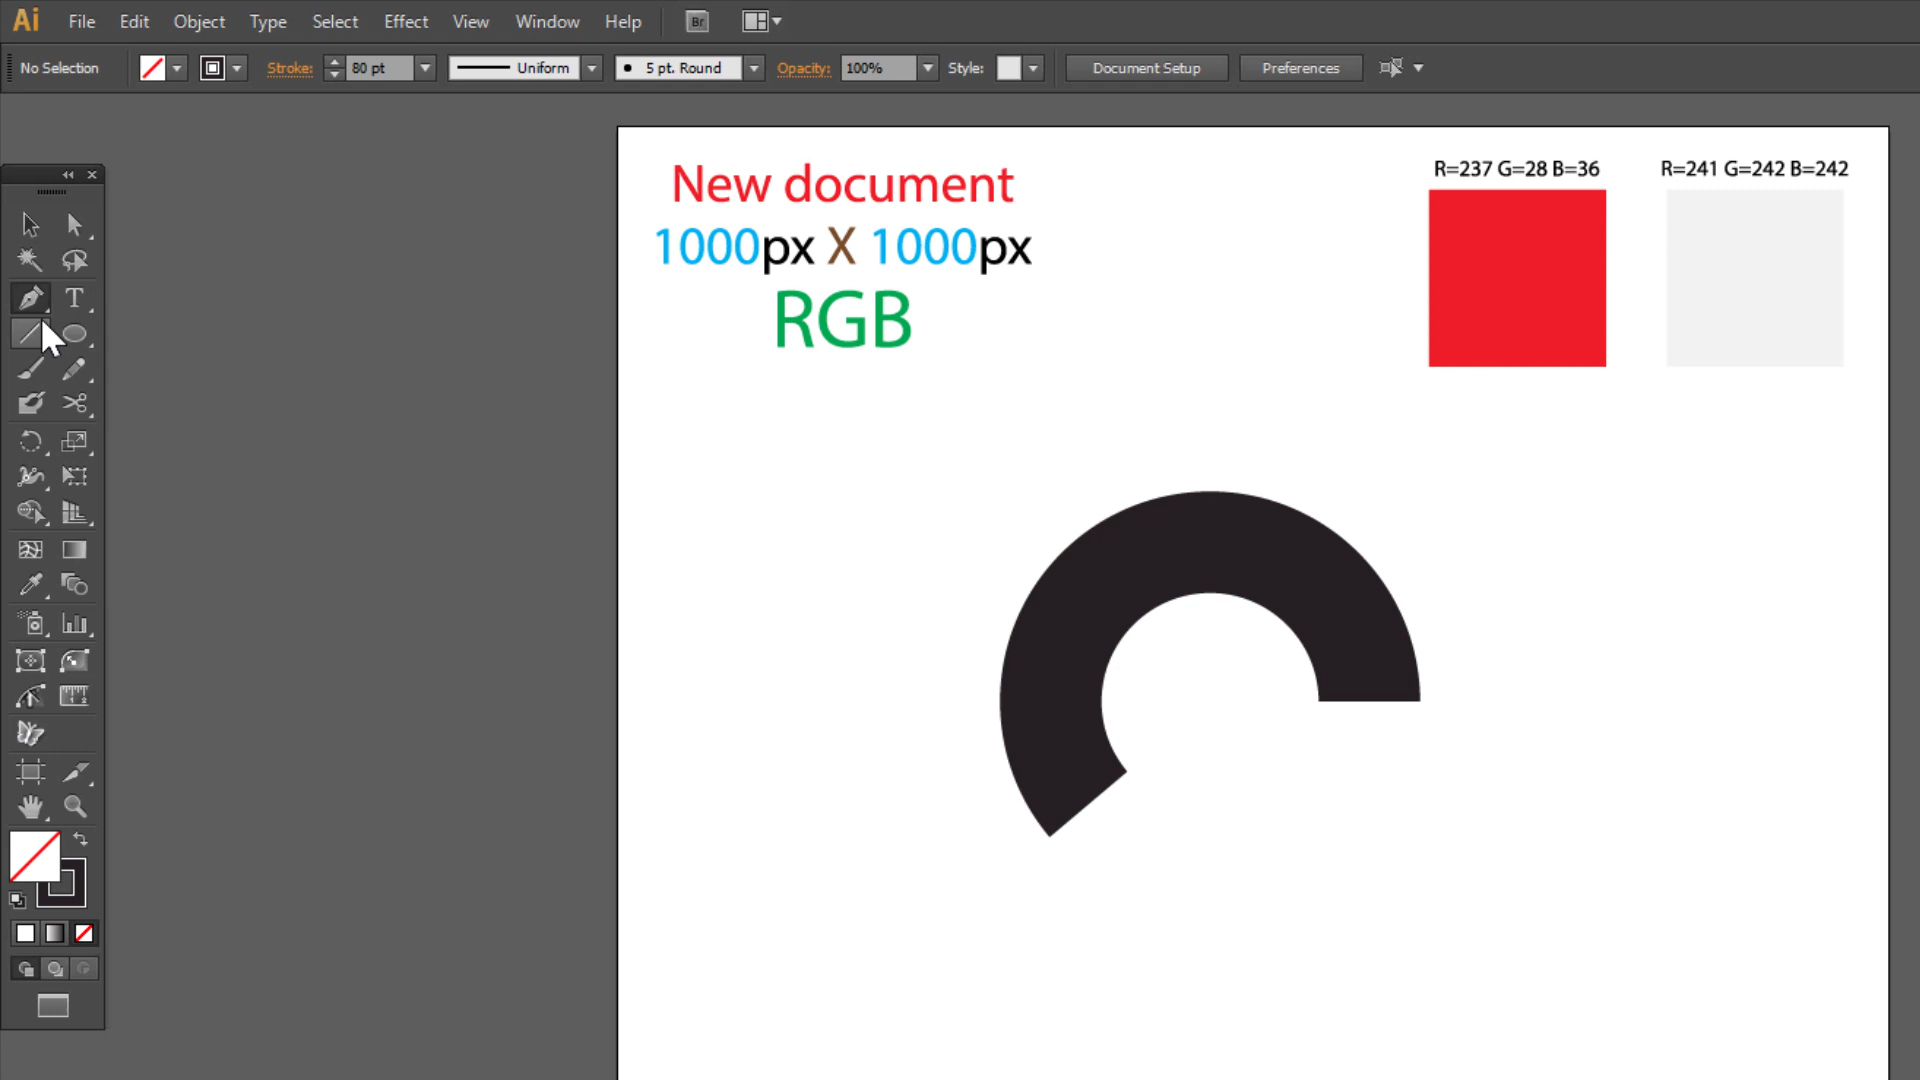 Ai File Edit Object Type Select Effect View Window Help Br
No Selection Stroke: 80 pt Uniform 5 pt. Round Opacity: 100% Style: Document Setup Preferences
New document
1000px X 1000px
RGB
R=237 G=28 B=36
R=241 G=242 B=242
T